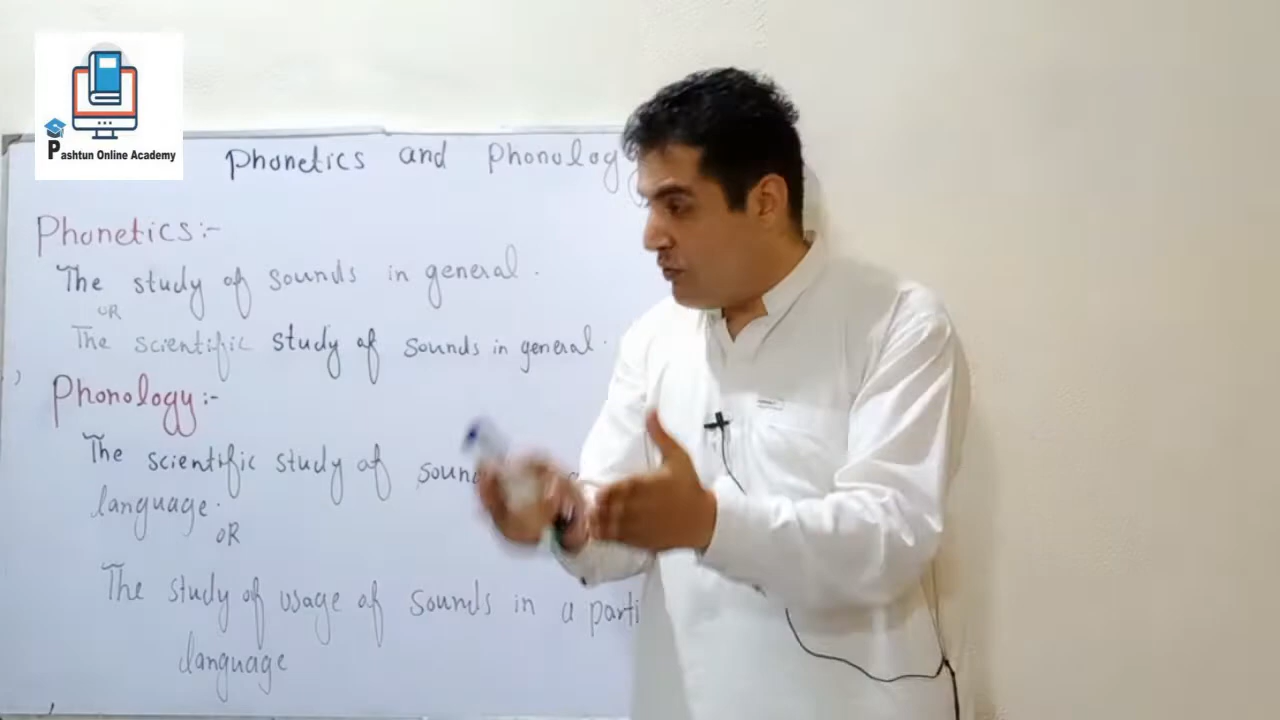 Pashtun Online Academy
Phonetics and Phonology
Phonetics:-
The study of sounds in general.
OR
The scientific study of sounds in general.
Phonology:-
The scientific study of soun
language.
OR
The study of usage of sounds in a parti
language